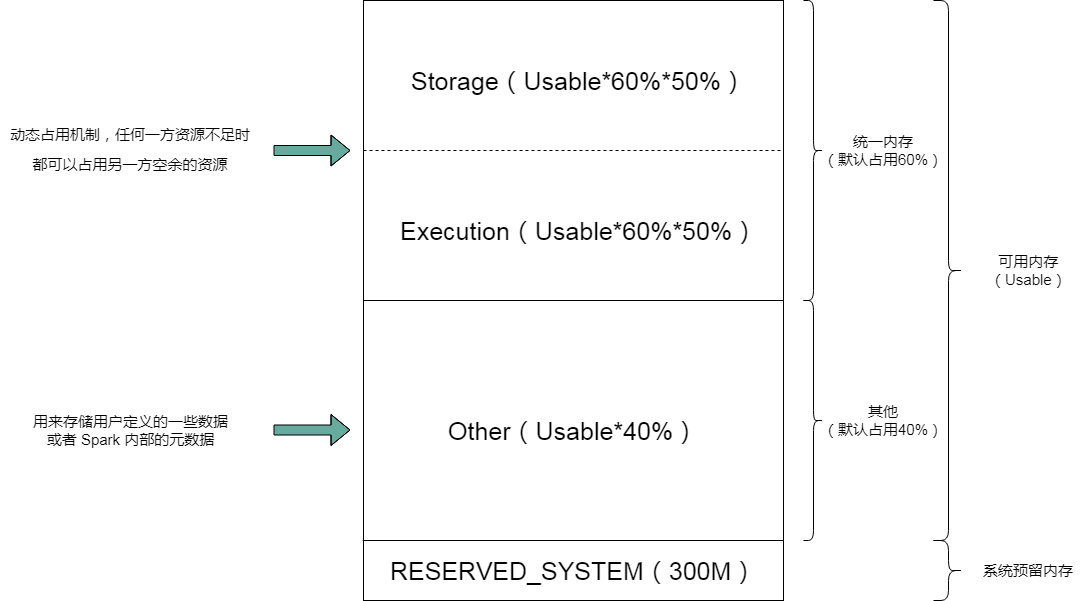 Storage（Usable*60%*50%）
动态占用机制，任何一方资源不足时
都可以占用另一方空余的资源
统一内存
（默认占用60%）
Execution（Usable*60%*50%）
可用内存
（Usable）
用来存储用户定义的一些数据
或者 Spark 内部的元数据
Other（Usable*40%）
其他
（默认占用40%）
RESERVED_SYSTEM（300M）
系统预留内存